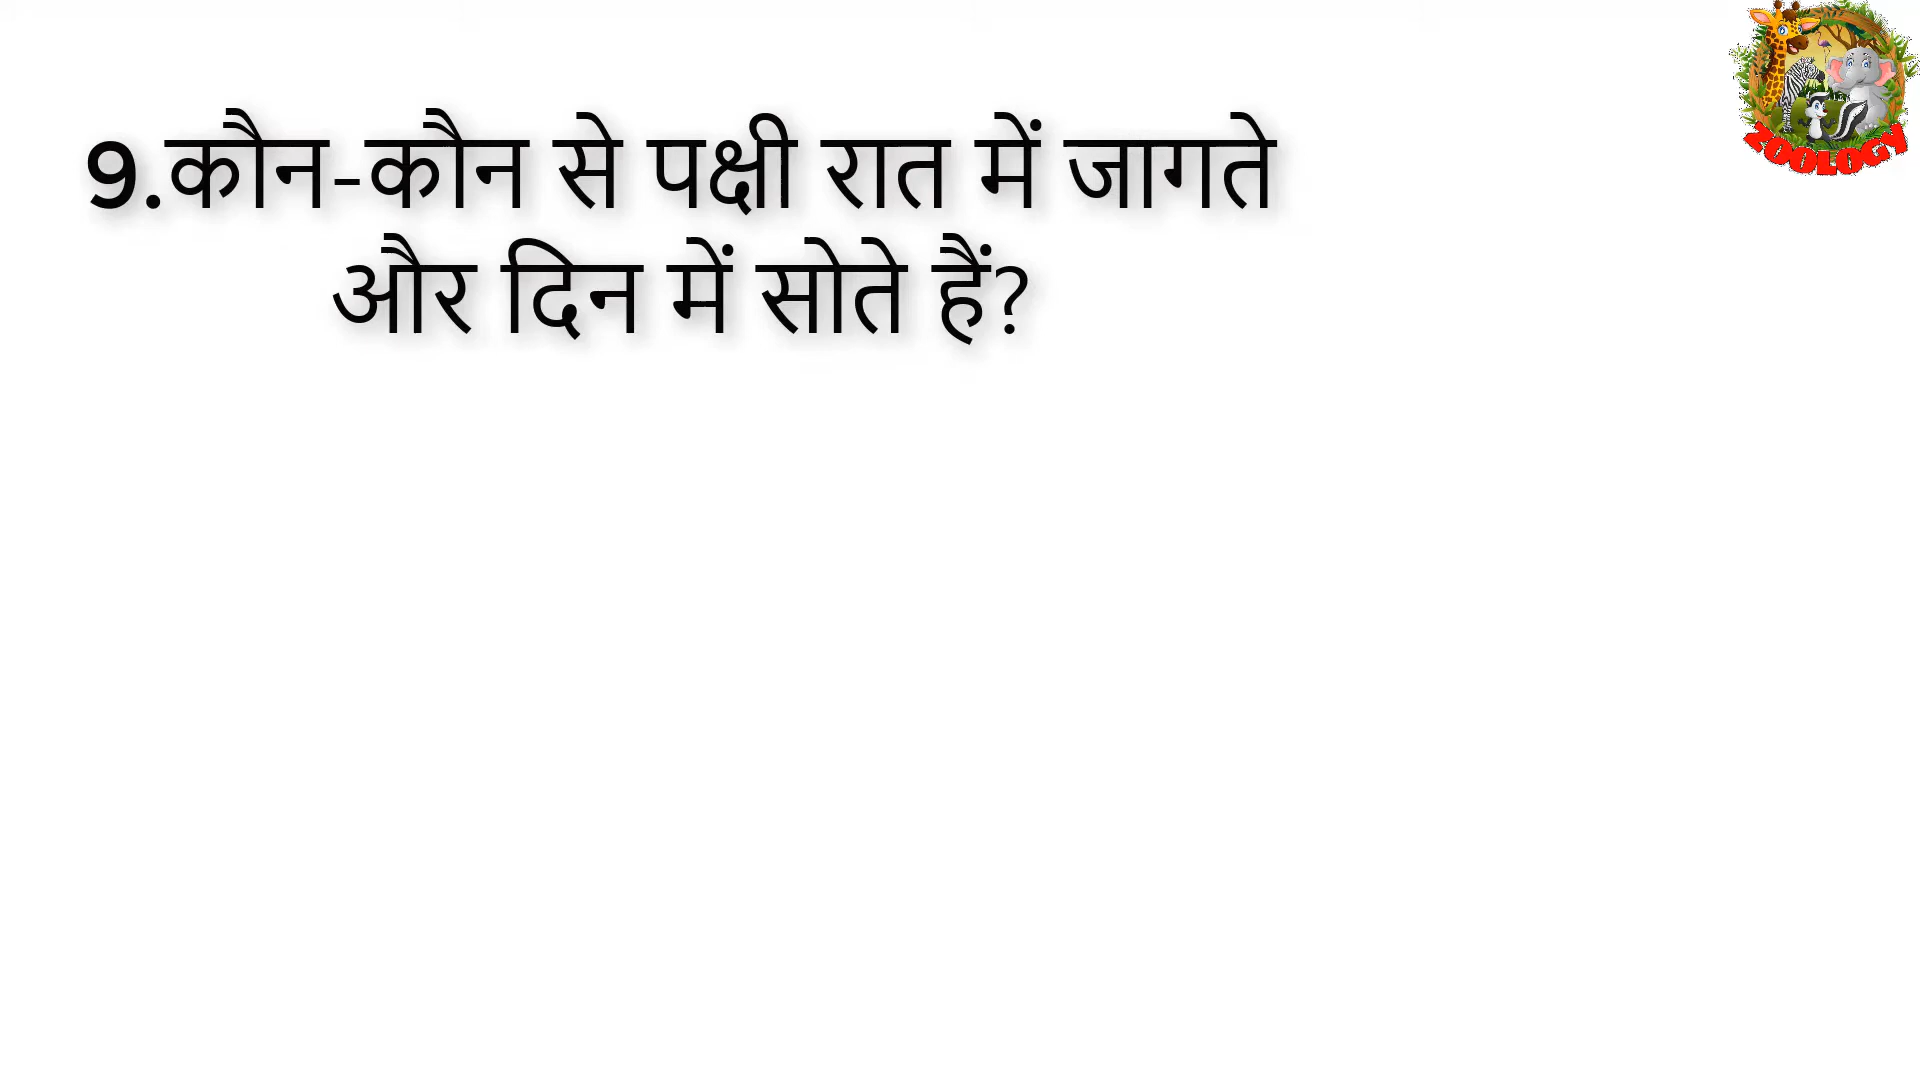 9.कौन-कौन से पक्षी रात में जागते
और दिन में सोते हैं?
ZOOLOGY